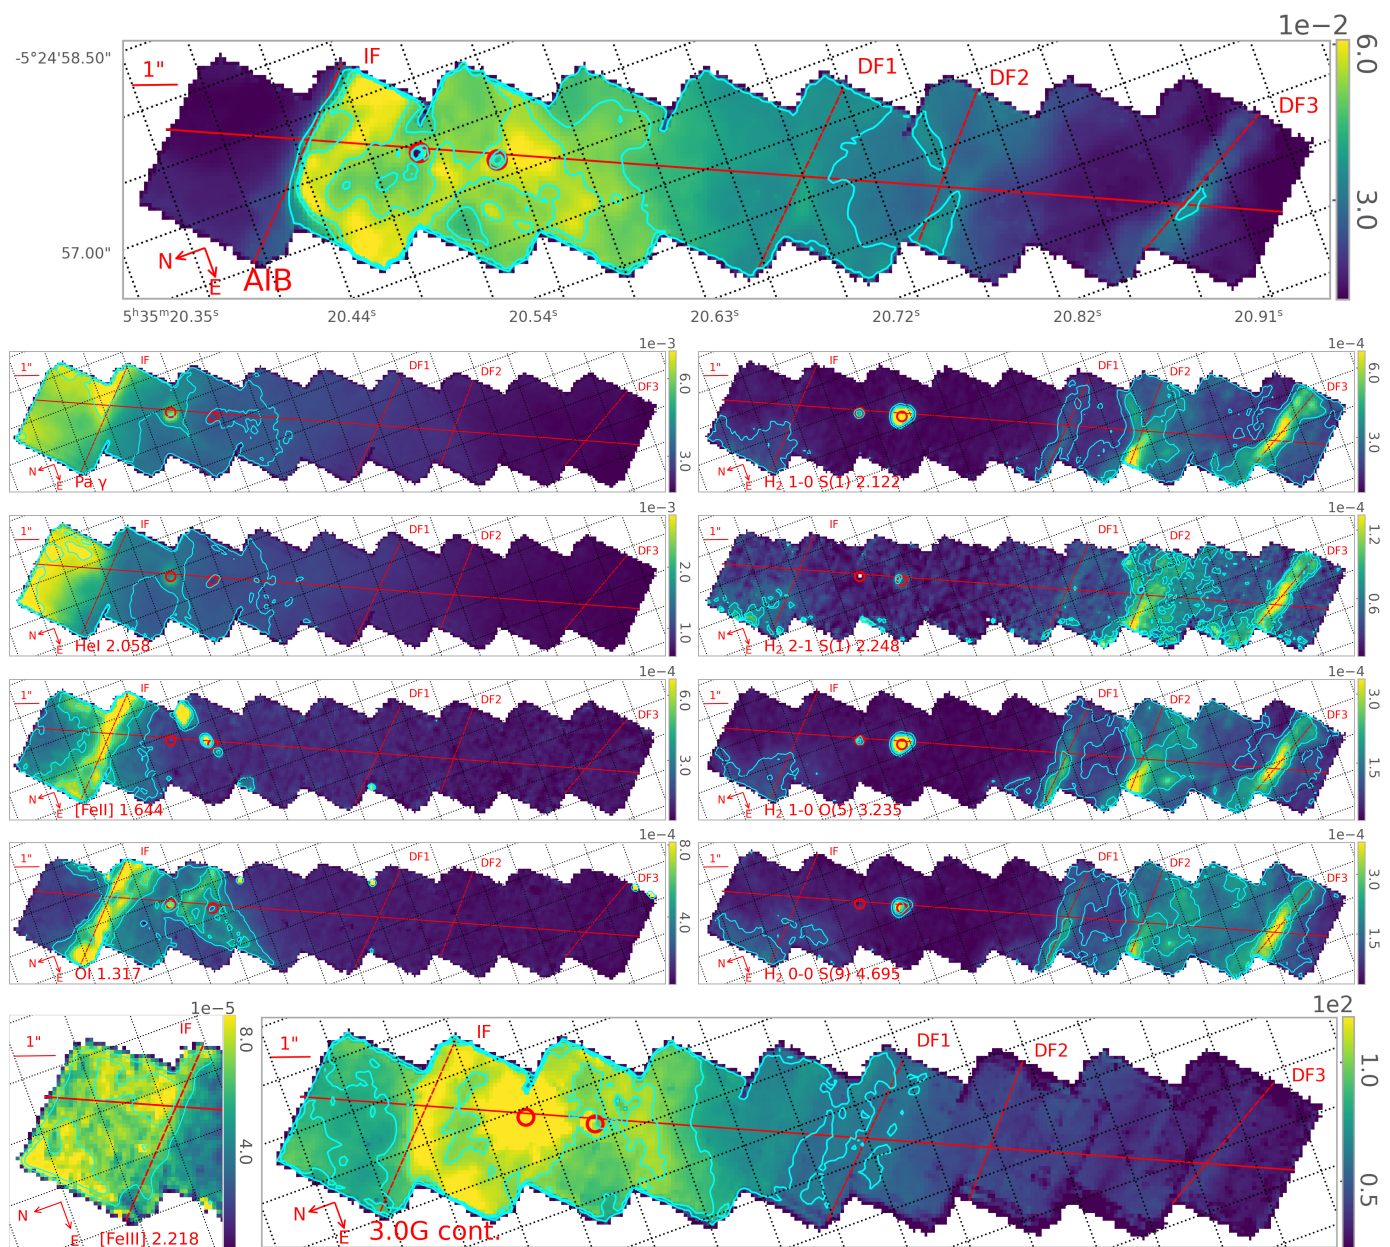 1e−2
-5°24'58.50"
1"
IF
DF1
DF2
DF3
6.0
3.0
57.00"
N
E
AIB
5ʰ35ᵐ20.35ˢ
20.44ˢ
20.54ˢ
20.63ˢ
20.72ˢ
20.82ˢ
20.91ˢ
1e−3
1"
IF
DF1
DF2
DF3
6.0
3.0
N
E
Pa γ
1e−4
1"
IF
DF1
DF2
DF3
6.0
3.0
N
E
H₂ 1-0 S(1) 2.122
1e−3
1"
IF
DF1
DF2
DF3
2.0
1.0
N
E
HeI 2.058
1e−4
1"
IF
DF1
DF2
DF3
1.2
0.6
N
E
H₂ 2-1 S(1) 2.248
1e−4
1"
IF
DF1
DF2
DF3
6.0
3.0
N
E
[FeII] 1.644
1e−4
1"
IF
DF1
DF2
DF3
3.0
1.5
N
E
H₂ 1-0 O(5) 3.235
1e−4
1"
IF
DF1
DF2
DF3
8.0
4.0
N
E
OI 1.317
1e−4
1"
IF
DF1
DF2
DF3
3.0
1.5
N
E
H₂ 0-0 S(9) 4.695
1e−5
1"
IF
8.0
4.0
N
E
[FeIII] 2.218
1e2
1"
IF
DF1
DF2
DF3
1.0
0.5
N
E
3.0G cont.